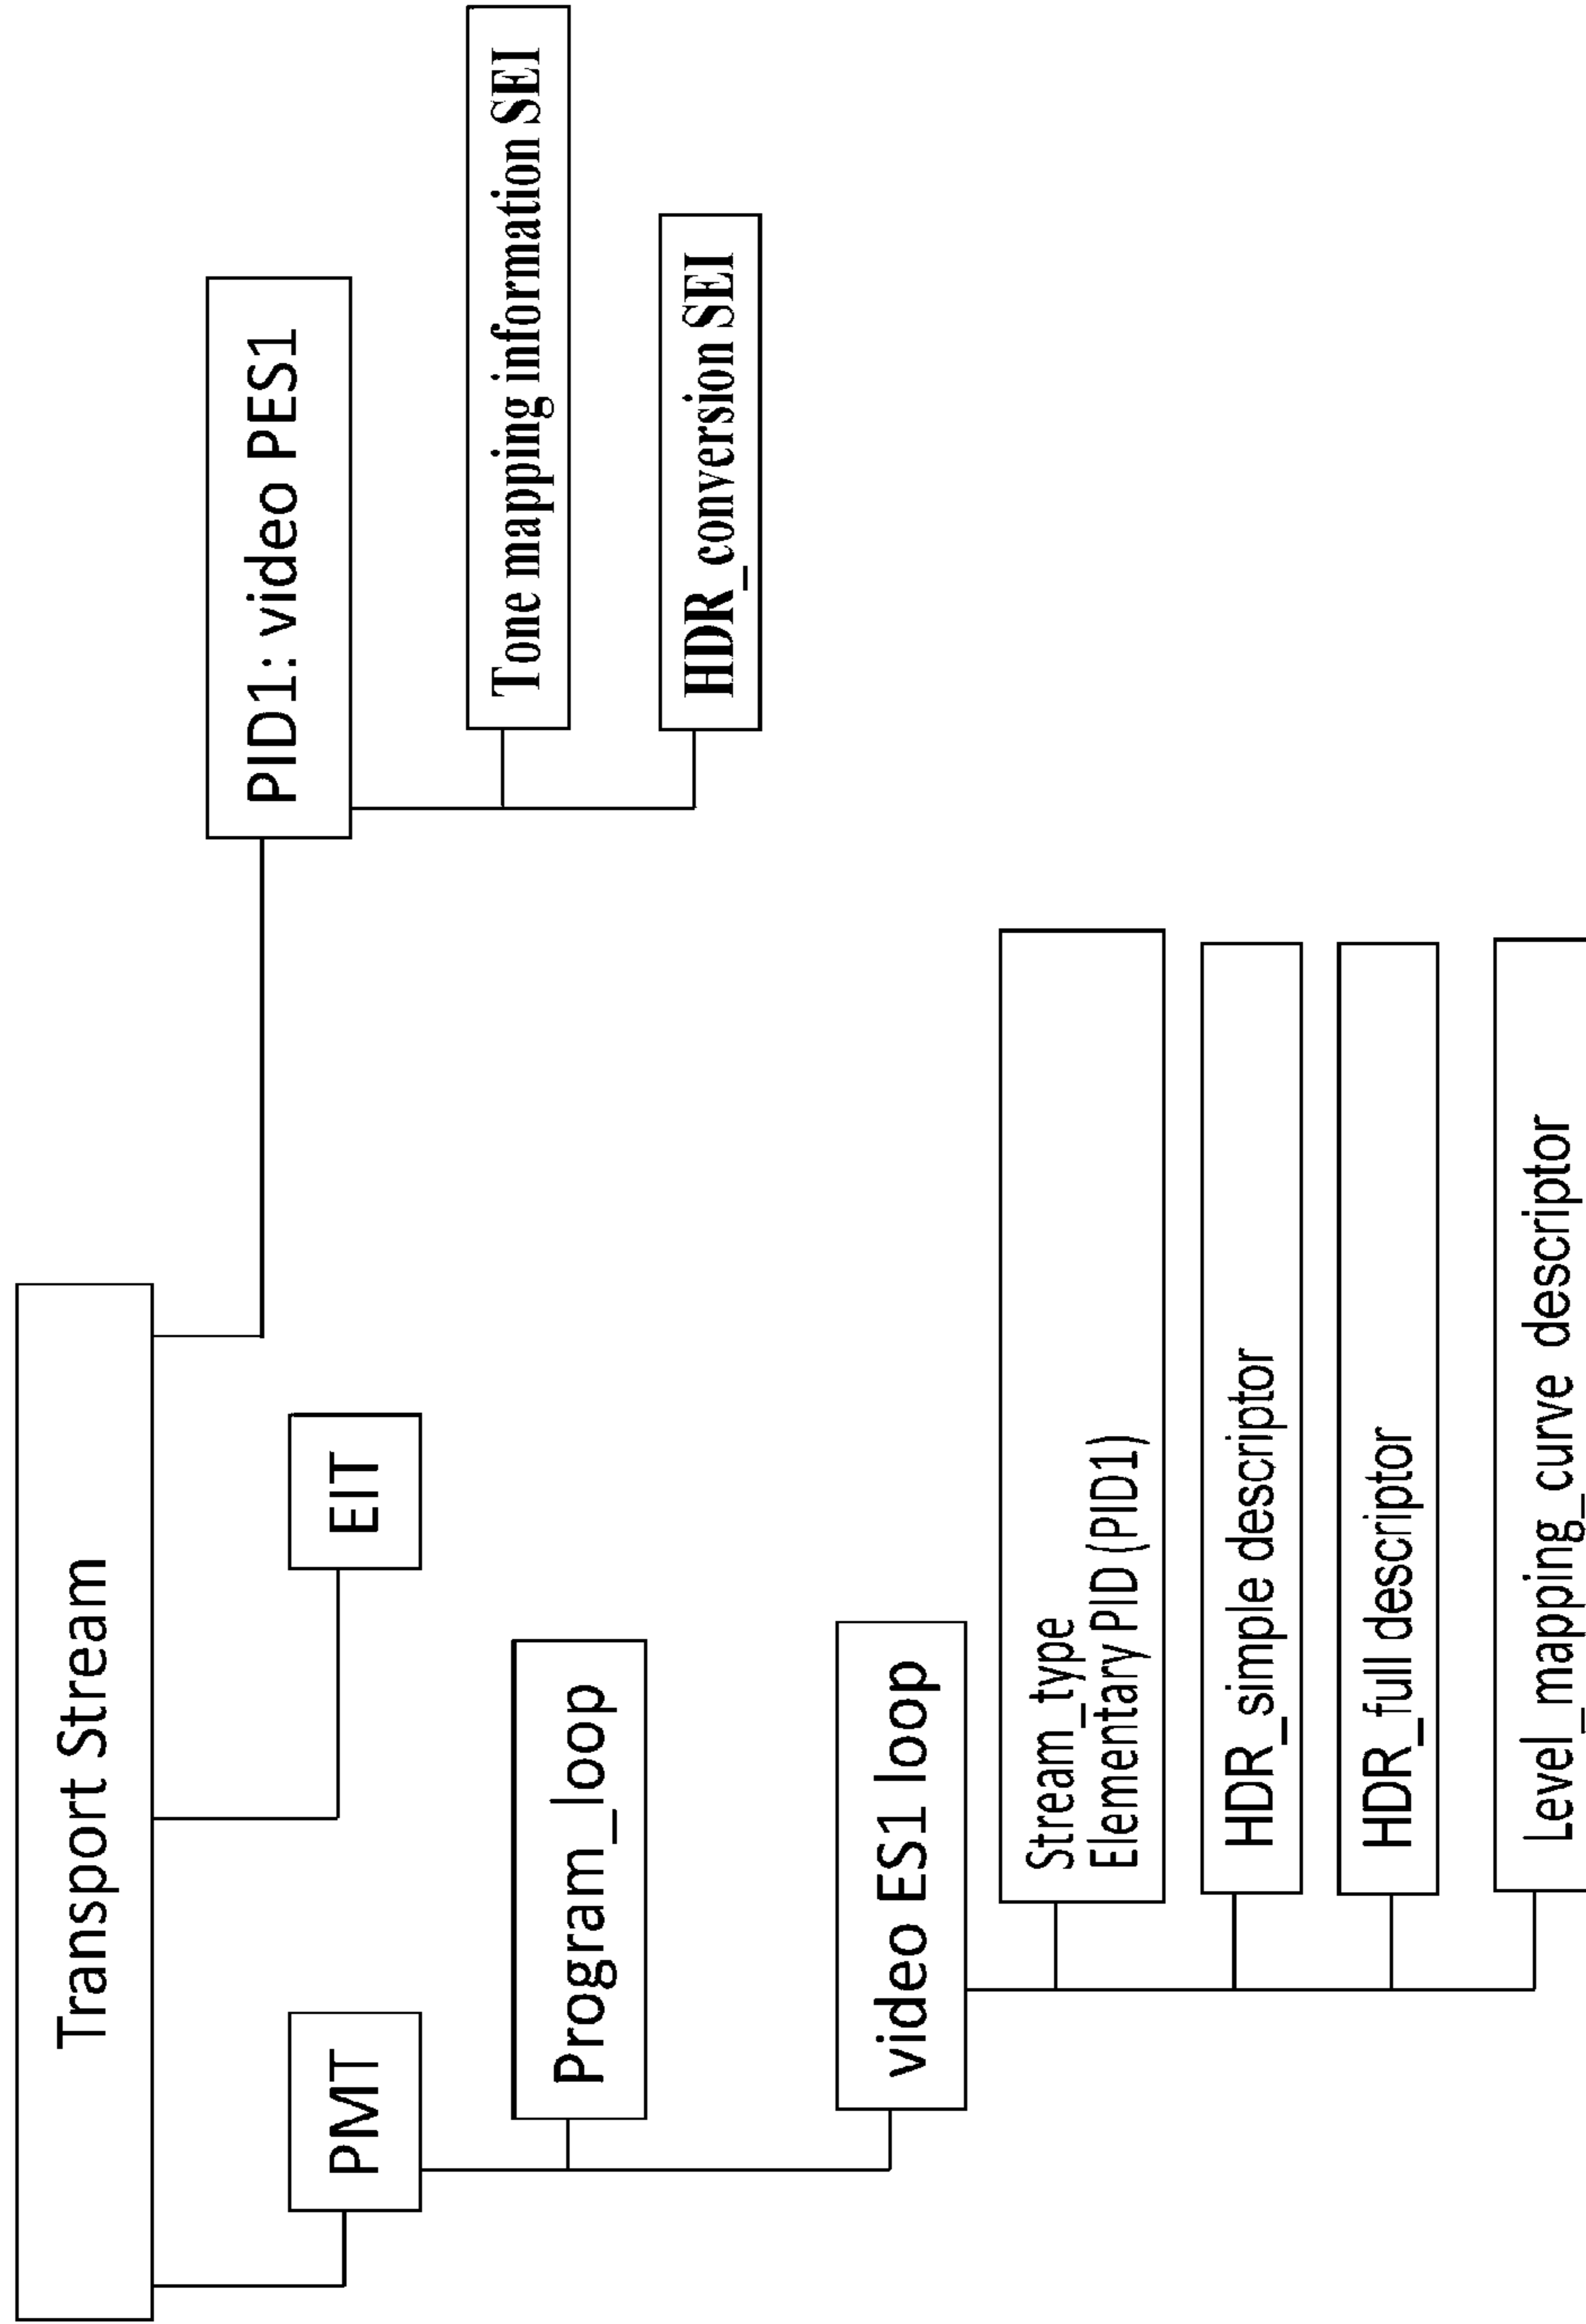 Transport Stream
PID1: video PES1
Tone mapping information SEI
HDR_conversion SEI
PMT
EIT
Program_loop
video ES1 loop
Stream_type
Elementary PID (PID1)
HDR_simple descriptor
HDR_full descriptor
Level_mapping_curve descriptor